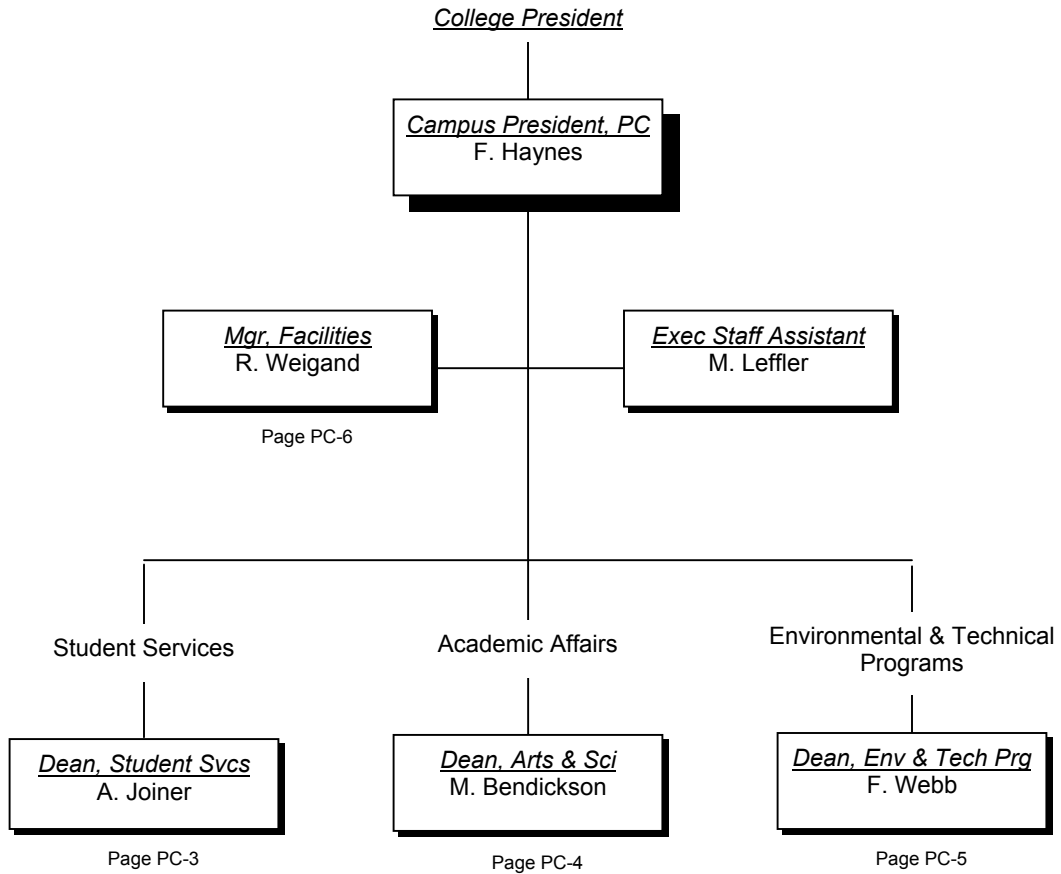 College President
Campus President, PC
F. Haynes
Mgr, Facilities
R. Weigand
Page PC-6
Exec Staff Assistant
M. Leffler
Student Services
Academic Affairs
Environmental & Technical
Programs
Dean, Student Svcs
A. Joiner
Page PC-3
Dean, Arts & Sci
M. Bendickson
Page PC-4
Dean, Env & Tech Prg
F. Webb
Page PC-5